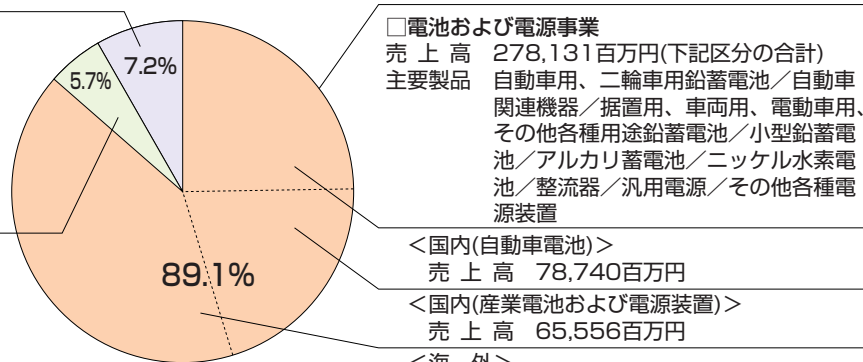 7.2%
5.7%
89.1%
□電池および電源事業
売上高 278,131百万円(下記区分の合計)
主要製品 自動車用、二輪車用鉛蓄電池／自動車
関連機器／据置用、車両用、電動車用、
その他各種用途鉛蓄電池／小型鉛蓄電
池／アルカリ蓄電池／ニッケル水素電
池／整流器／汎用電源／その他各種電
源装置
＜国内(自動車電池)＞
売上高 78,740百万円
＜国内(産業電池および電源装置)＞
売上高 65,556百万円
＜海 外＞